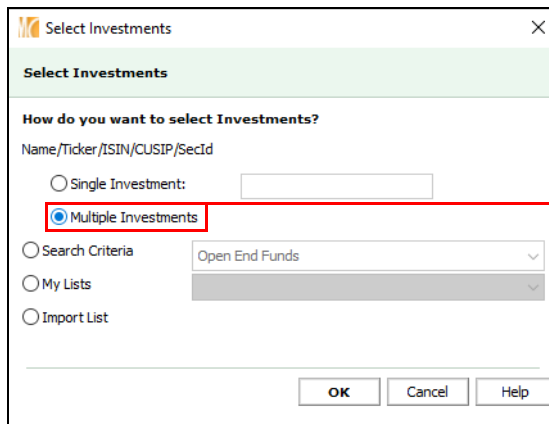 Select Investments
Select Investments
How do you want to select Investments?
Name/Ticker/ISIN/CUSIP/SecId
Single Investment:
Multiple Investments
Search Criteria Open End Funds
My Lists
Import List
OK Cancel Help